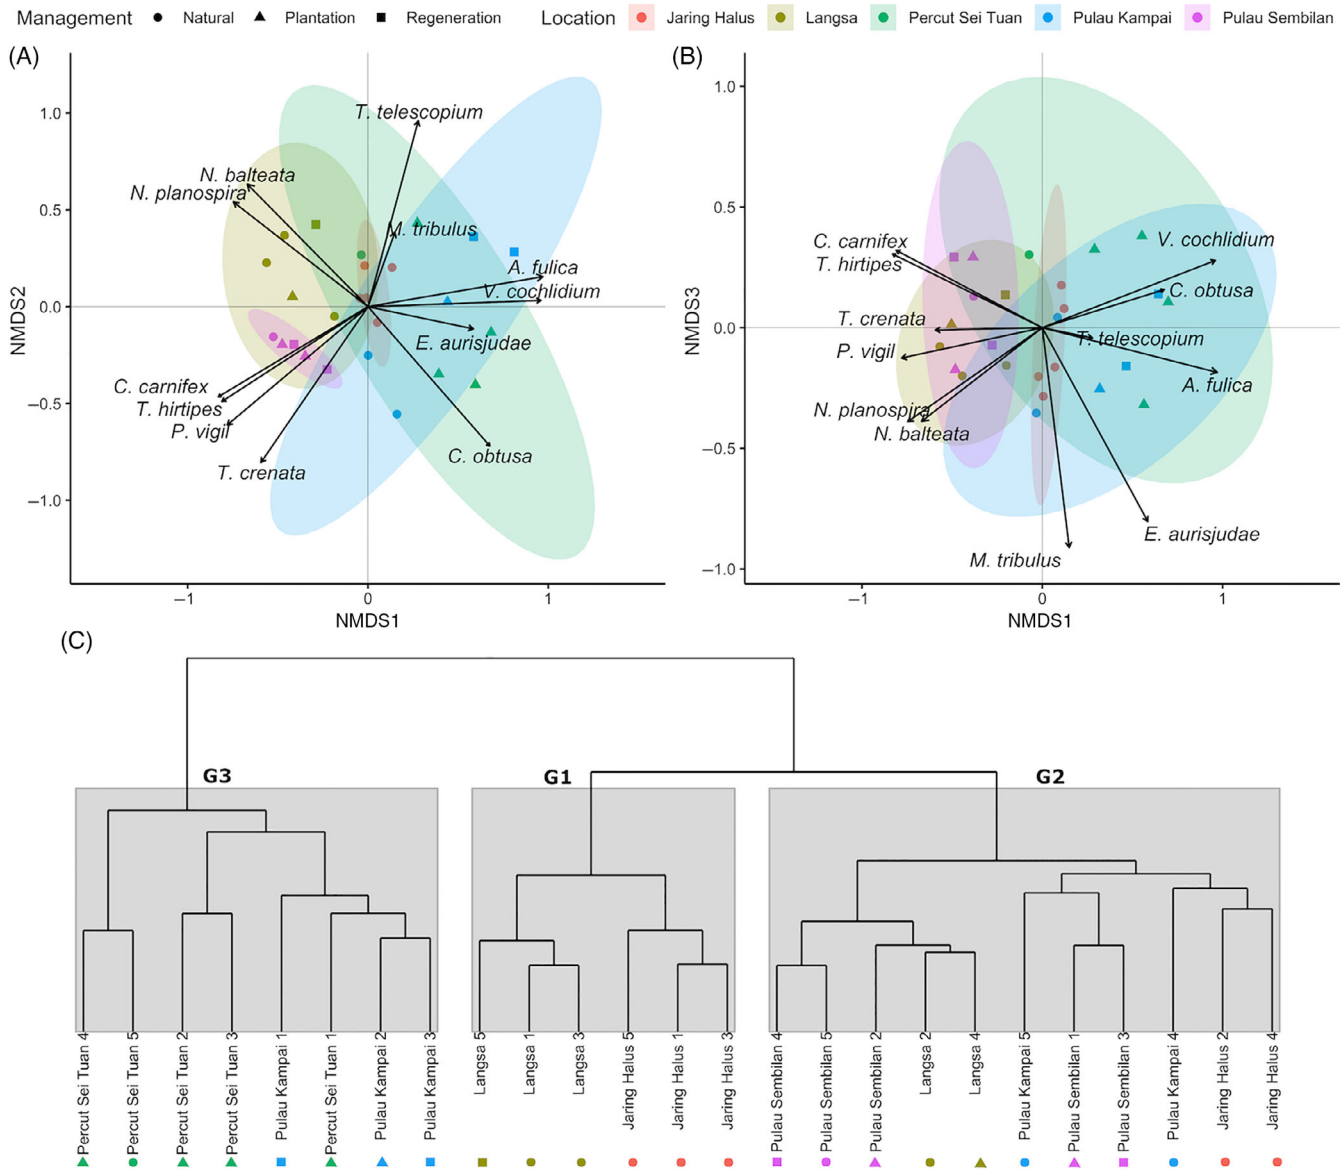 Management Natural Plantation Regeneration Location Jaring Halus Langsa Percut Sei Tuan Pulau Kampai Pulau Sembilan
(A)
1.0
0.5
0.0
−0.5
−1.0
NMDS2
T. telescopium
N. balteata
N. planospira
M. tribulus
A. fulica
V. cochlidium
E. aurisjudae
C. carnifex
T. hirtipes
P. vigil
T. crenata
C. obtusa
−1 0 1
NMDS1
(B)
1.0
0.5
0.0
−0.5
−1.0
NMDS3
C. carnifex
T. hirtipes
V. cochlidium
C. obtusa
T. crenata
T. telescopium
P. vigil
A. fulica
N. planospira
N. balteata
E. aurisjudae
M. tribulus
−1 0 1
NMDS1
(C)
G3 G1 G2
Percut Sei Tuan 4
Percut Sei Tuan 5
Percut Sei Tuan 2
Percut Sei Tuan 3
Pulau Kampai 1
Percut Sei Tuan 1
Pulau Kampai 2
Pulau Kampai 3
Langsa 5
Langsa 1
Langsa 3
Jaring Halus 5
Jaring Halus 1
Jaring Halus 3
Pulau Sembilan 4
Pulau Sembilan 5
Pulau Sembilan 2
Langsa 2
Langsa 4
Pulau Kampai 5
Pulau Sembilan 1
Pulau Sembilan 3
Pulau Kampai 4
Jaring Halus 2
Jaring Halus 4